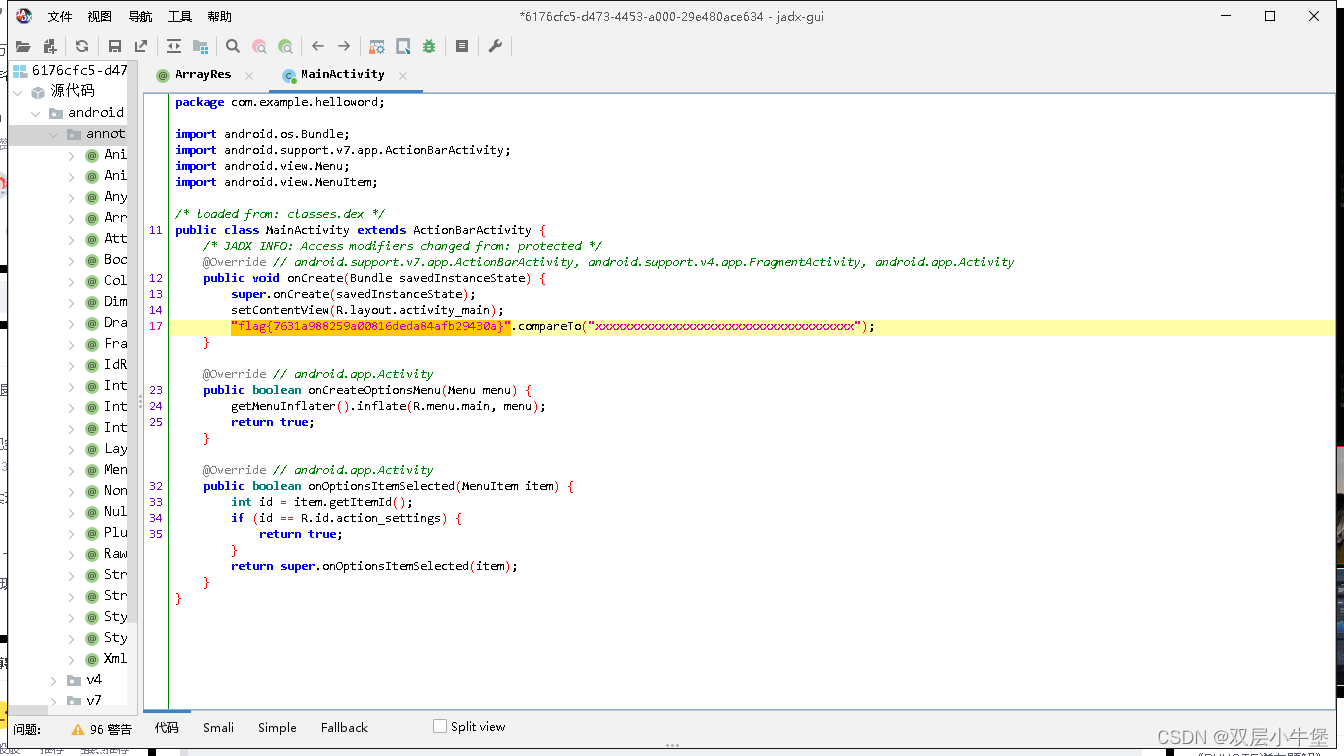 文件 视图 导航 工具 帮助
*6176cfc5-d473-4453-a000-29e480ace634 - jadx-gui
6176cfc5-d47
源代码
android
annot
Ani
Ani
Any
Arr
Att
Boo
Col
Dim
Dra
Fra
IdR
Int
Int
Int
Lay
Men
Non
Nul
Plu
Raw
Str
Str
Sty
Sty
Xml
v4
v7
ArrayRes
MainActivity
package com.example.helloword;
import android.os.Bundle;
import android.support.v7.app.ActionBarActivity;
import android.view.Menu;
import android.view.MenuItem;
/* loaded from: classes.dex */
11 public class MainActivity extends ActionBarActivity {
/* JADX INFO: Access modifiers changed from: protected */
@Override // android.support.v7.app.ActionBarActivity, android.support.v4.app.FragmentActivity, android.app.Activity
12 public void onCreate(Bundle savedInstanceState) {
13 super.onCreate(savedInstanceState);
14 setContentView(R.layout.activity_main);
17 "flag{7631a988259a00816deda84afb29430a}".compareTo("xxxxxxxxxxxxxxxxxxxxxxxxxxxxxxxxxxxxx");
}
@Override // android.app.Activity
23 public boolean onCreateOptionsMenu(Menu menu) {
24 getMenuInflater().inflate(R.menu.main, menu);
25 return true;
}
@Override // android.app.Activity
32 public boolean onOptionsItemSelected(MenuItem item) {
33 int id = item.getItemId();
34 if (id == R.id.action_settings) {
35 return true;
}
return super.onOptionsItemSelected(item);
}
}
问题: 96 警告
代码 Smali Simple Fallback Split view
CSDN @双层小牛堡